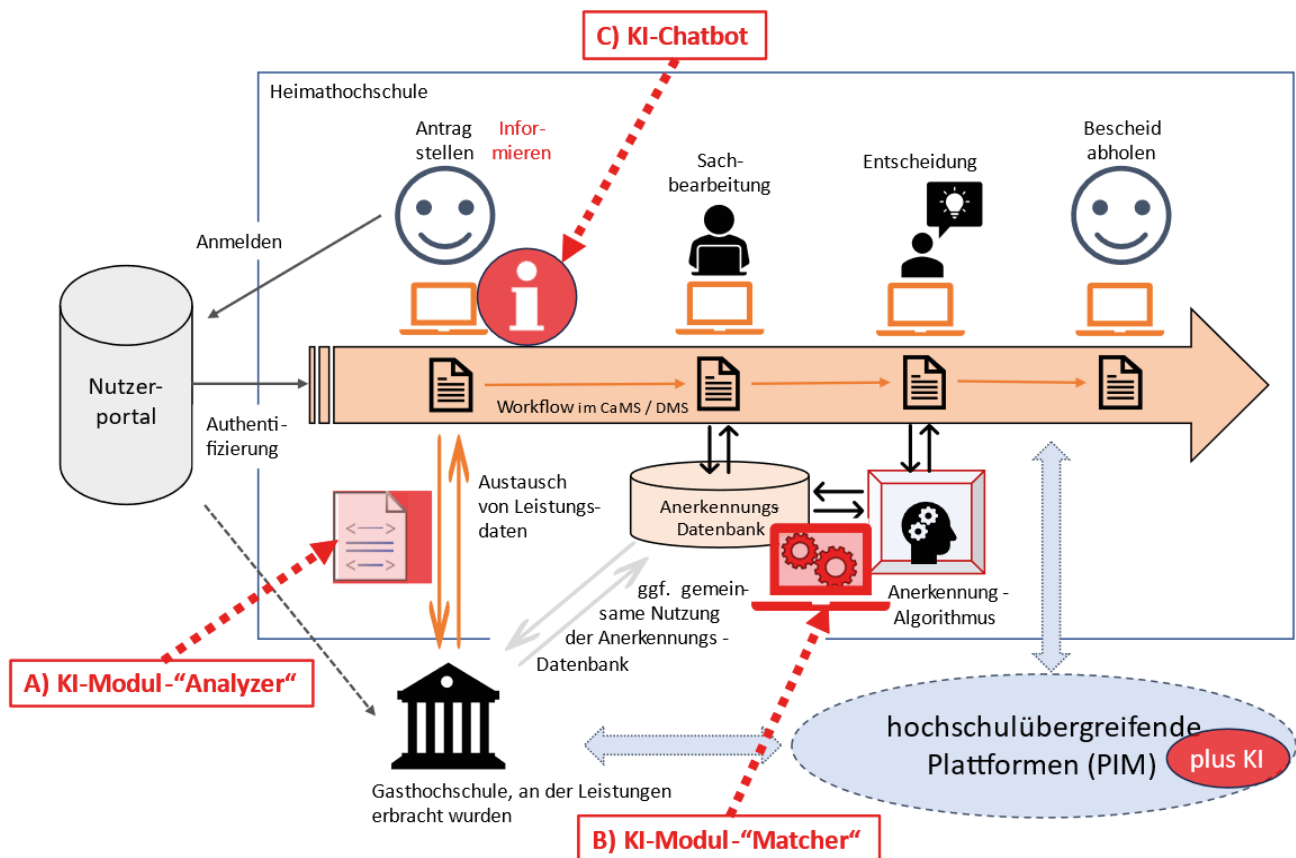 C) KI-Chatbot
Heimathochschule
Antrag
stellen
Infor-
mieren
Sach-
bearbeitung
Entscheidung
Bescheid
abholen
Anmelden
Nutzer-
portal
Authenti-
fizierung
Workflow im CaMS / DMS
Austausch
von Leistungs-
daten
Anerkennungs-
Datenbank
ggf. gemein-
same Nutzung
der Anerkennungs -
Datenbank
Anerkennung -
Algorithmus
A) KI-Modul-“Analyzer“
Gasthochschule, an der Leistungen
erbracht wurden
hochschulübergreifende
Plattformen (PIM)
plus KI
B) KI-Modul-“Matcher“